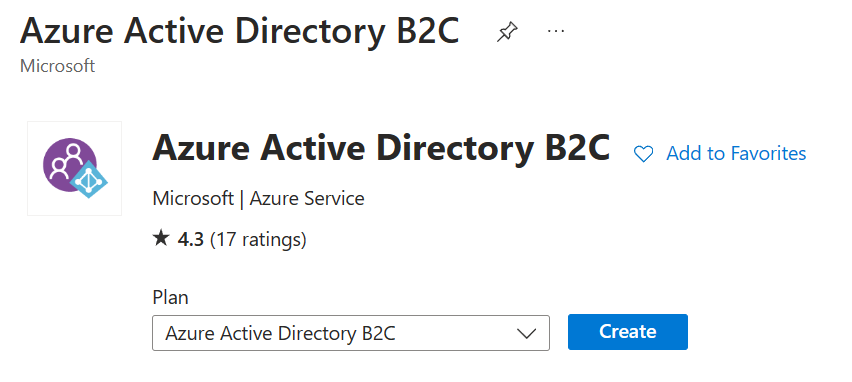 Azure Active Directory B2C ...
Microsoft
Azure Active Directory B2C
Add to Favorites
Microsoft | Azure Service
★ 4.3 (17 ratings)
Plan
Azure Active Directory B2C
Create